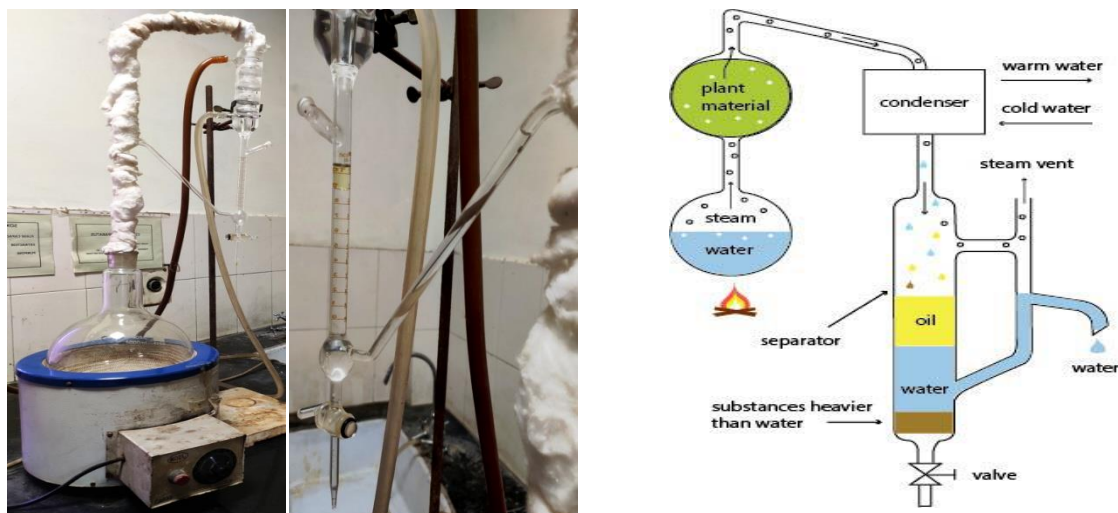 plant
material
steam
water
condenser
warm water
cold water
steam vent
separator
oil
water
water
substances heavier
than water
valve